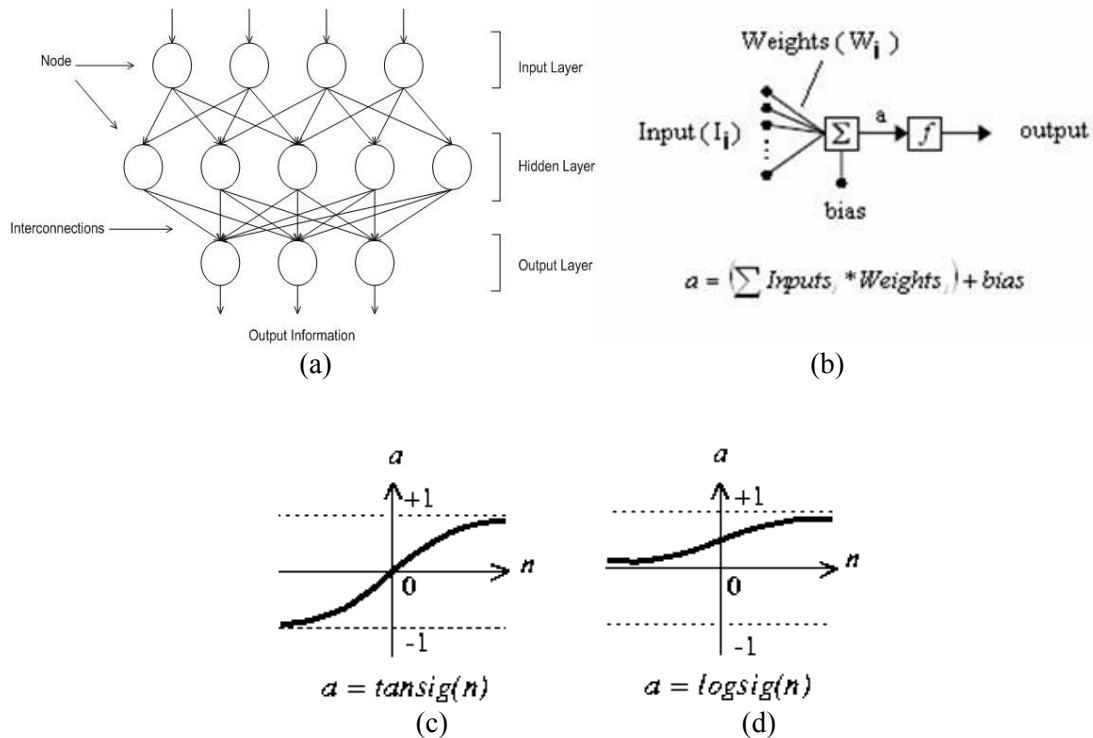 Node
Input Layer
Hidden Layer
Interconnections
Output Layer
Output Information
(a)
Weights(Wi)
Input(Ii)
Σ
a
f
output
bias
a = (∑ Inputsi *Weightsi) + bias
(b)
a
+1
n
0
-1
a = tansig(n)
(c)
a
+1
n
0
-1
a = logsig(n)
(d)